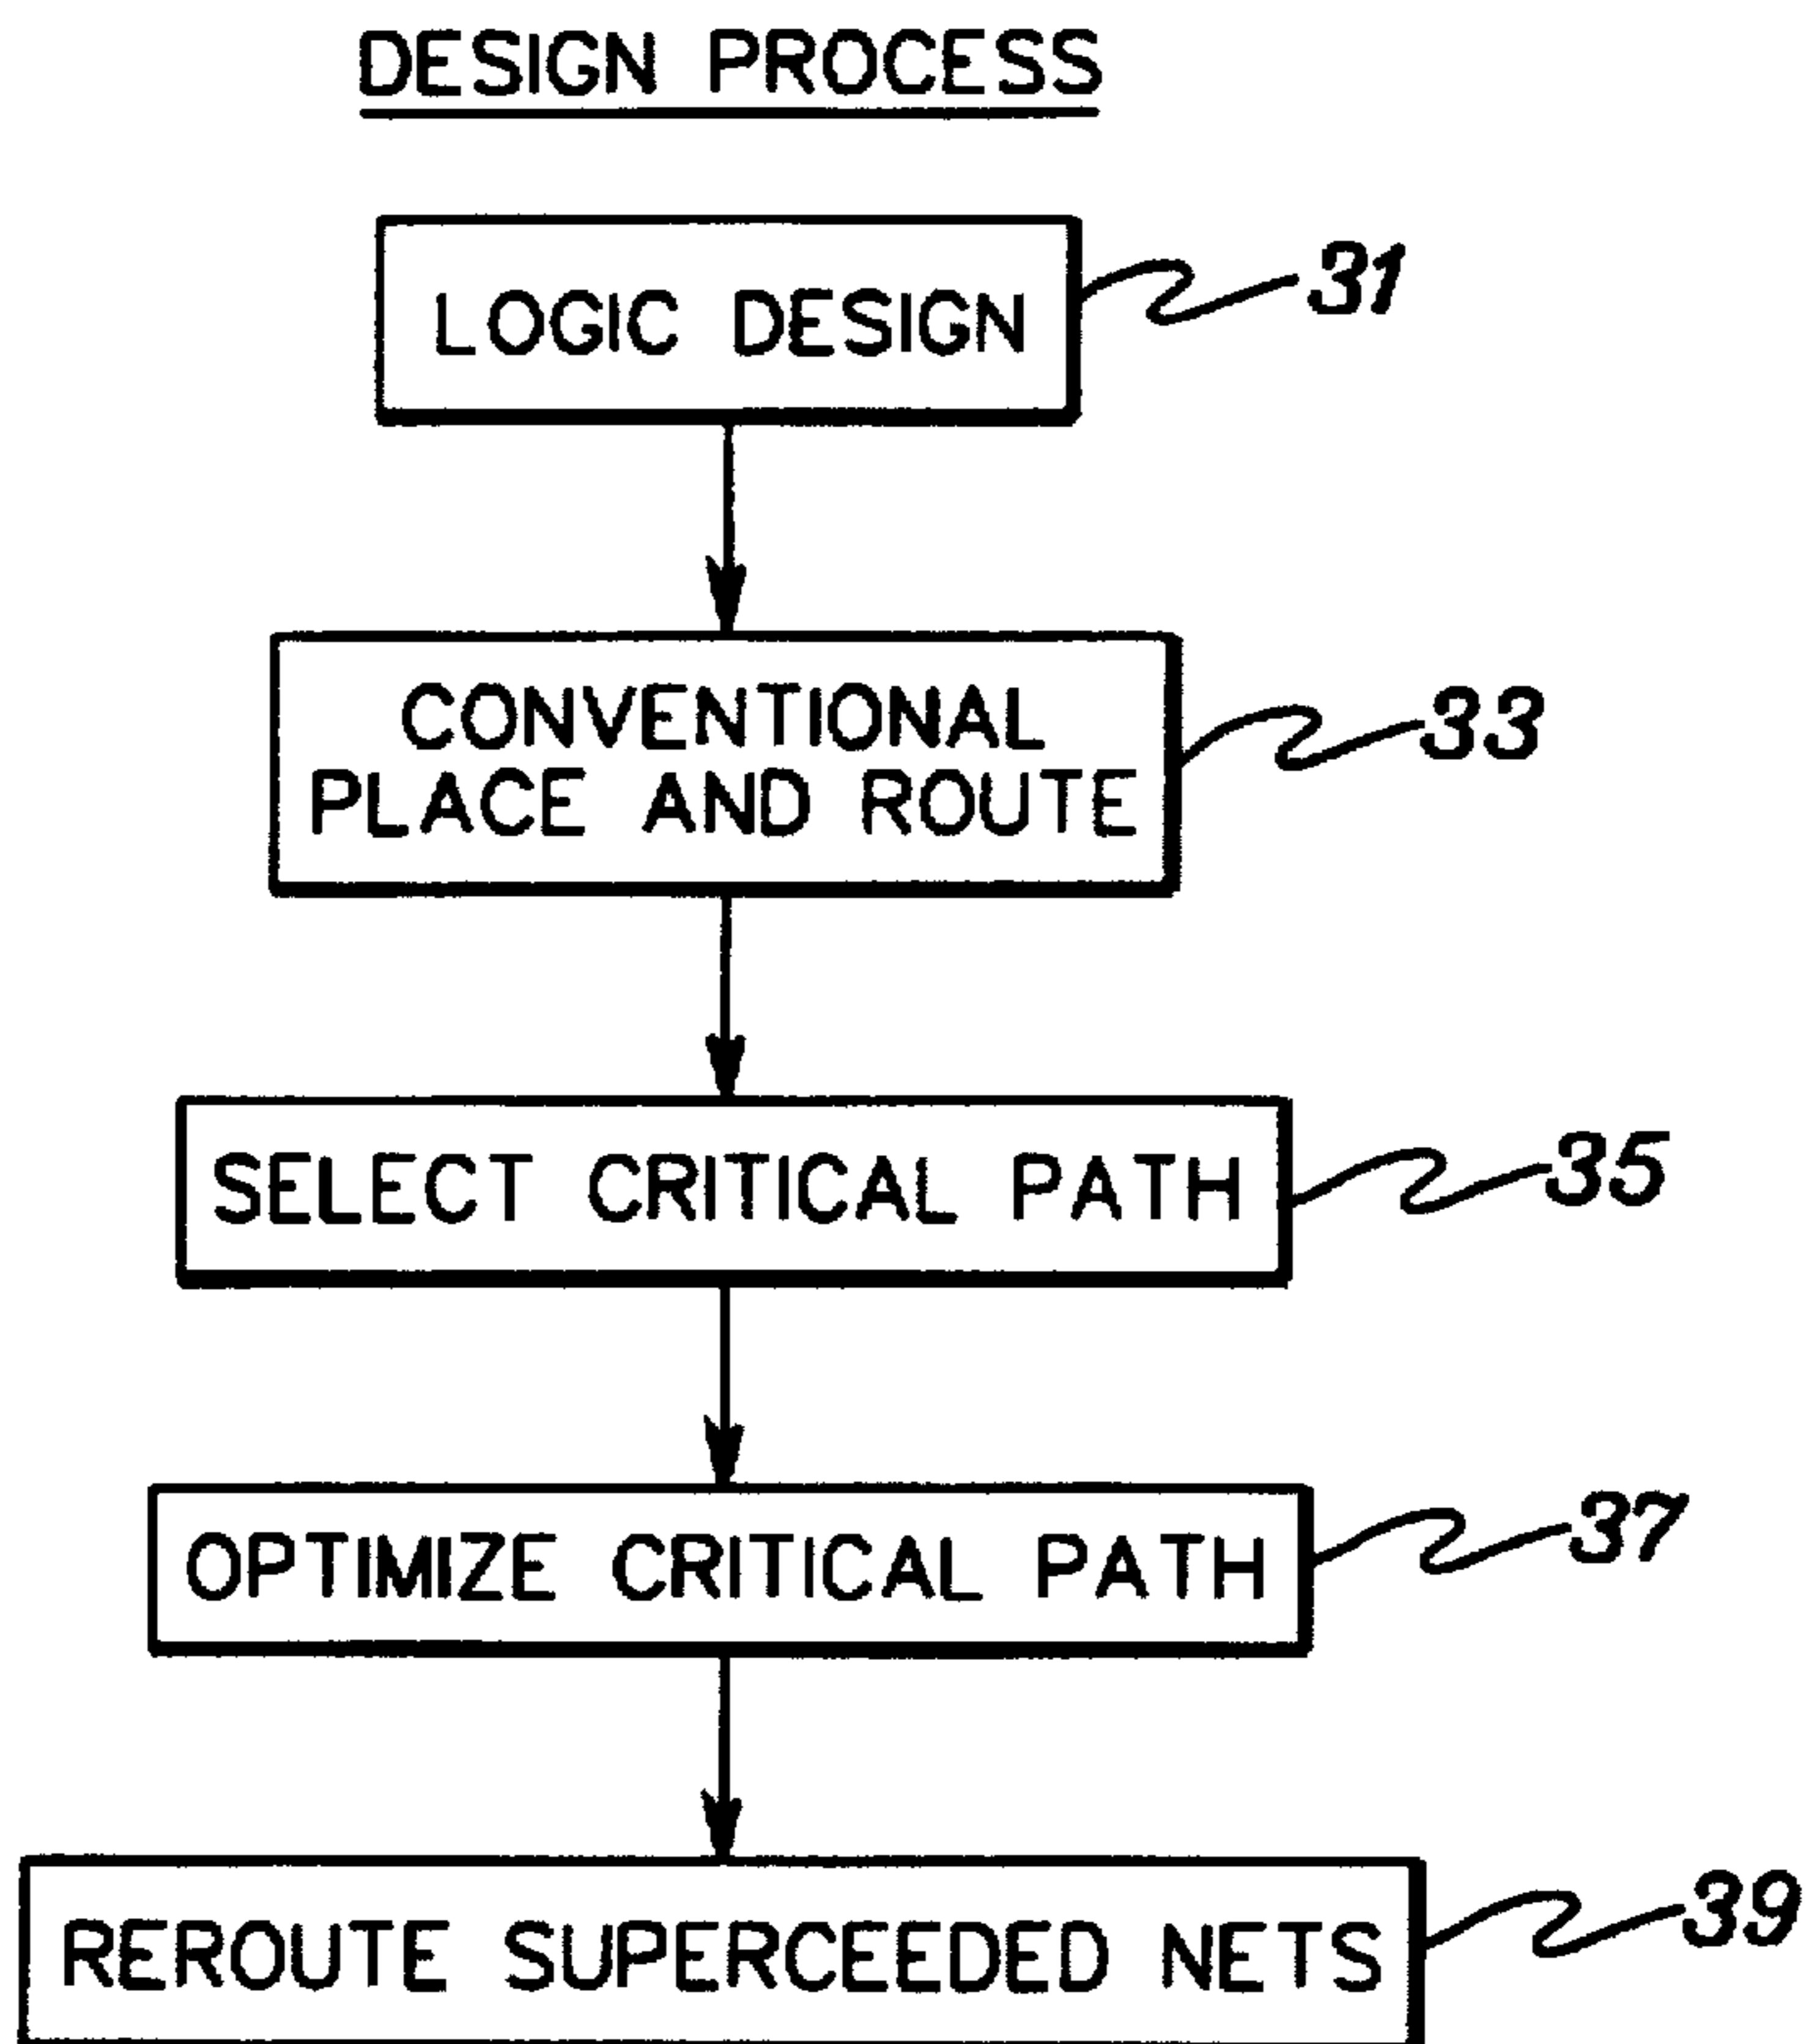 DESIGN PROCESS
LOGIC DESIGN
31
CONVENTIONAL
PLACE AND ROUTE
33
SELECT CRITICAL PATH
35
OPTIMIZE CRITICAL PATH
37
REROUTE SUPERCEEDED NETS
39